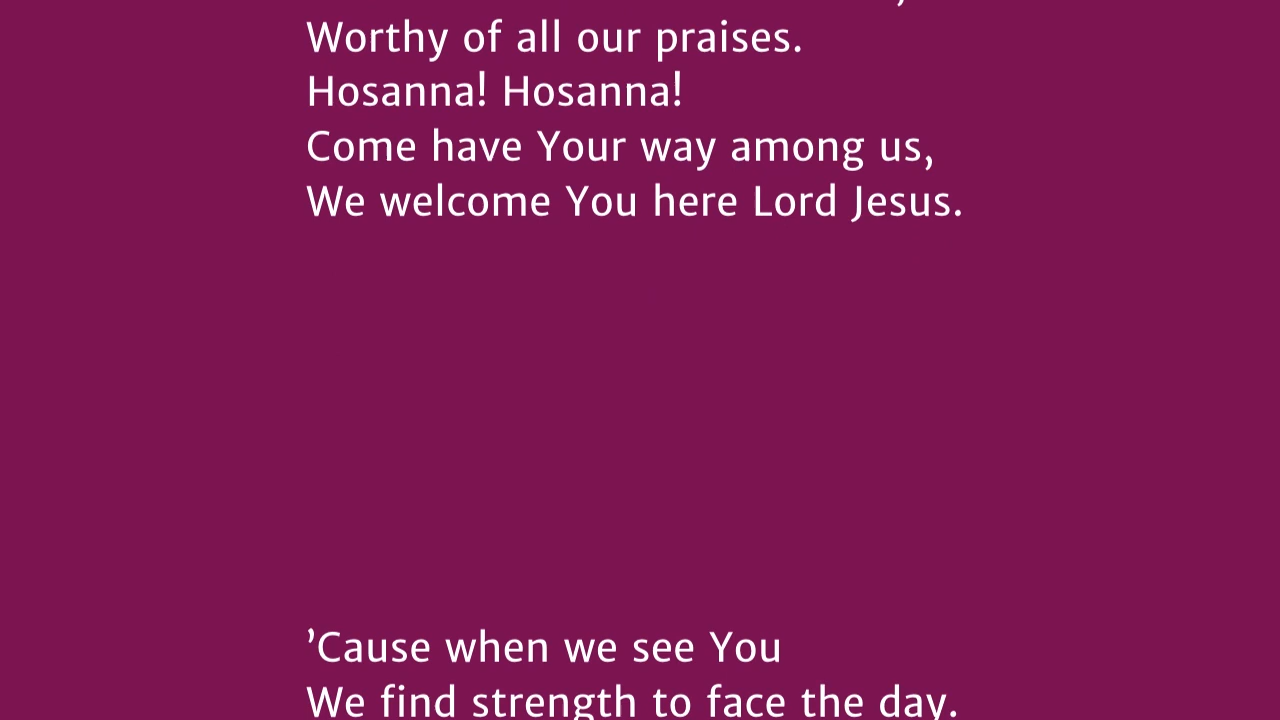 Worthy of all our praises.
Hosanna! Hosanna!
Come have Your way among us,
We welcome You here Lord Jesus.
’Cause when we see You
We find strength to face the day.